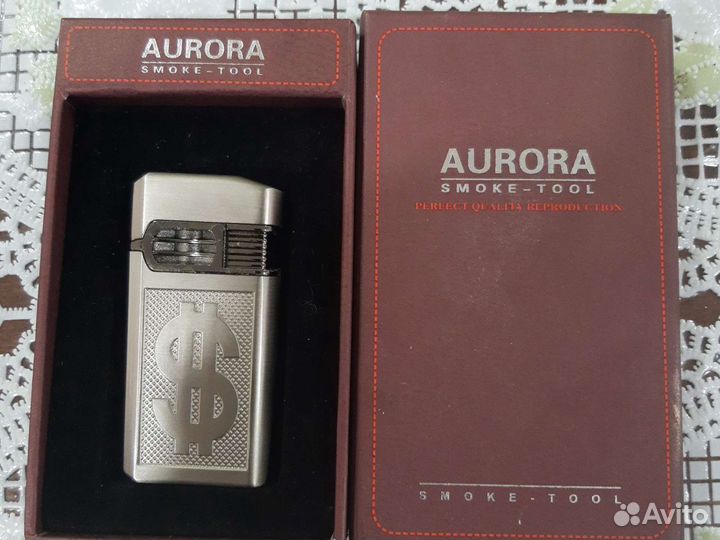 AURORA
SMOKE-TOOL
AURORA
SMOKE-TOOL
PERFECT QUALITY REPRODUCTION
SMOKE-TOOL
$
Avito